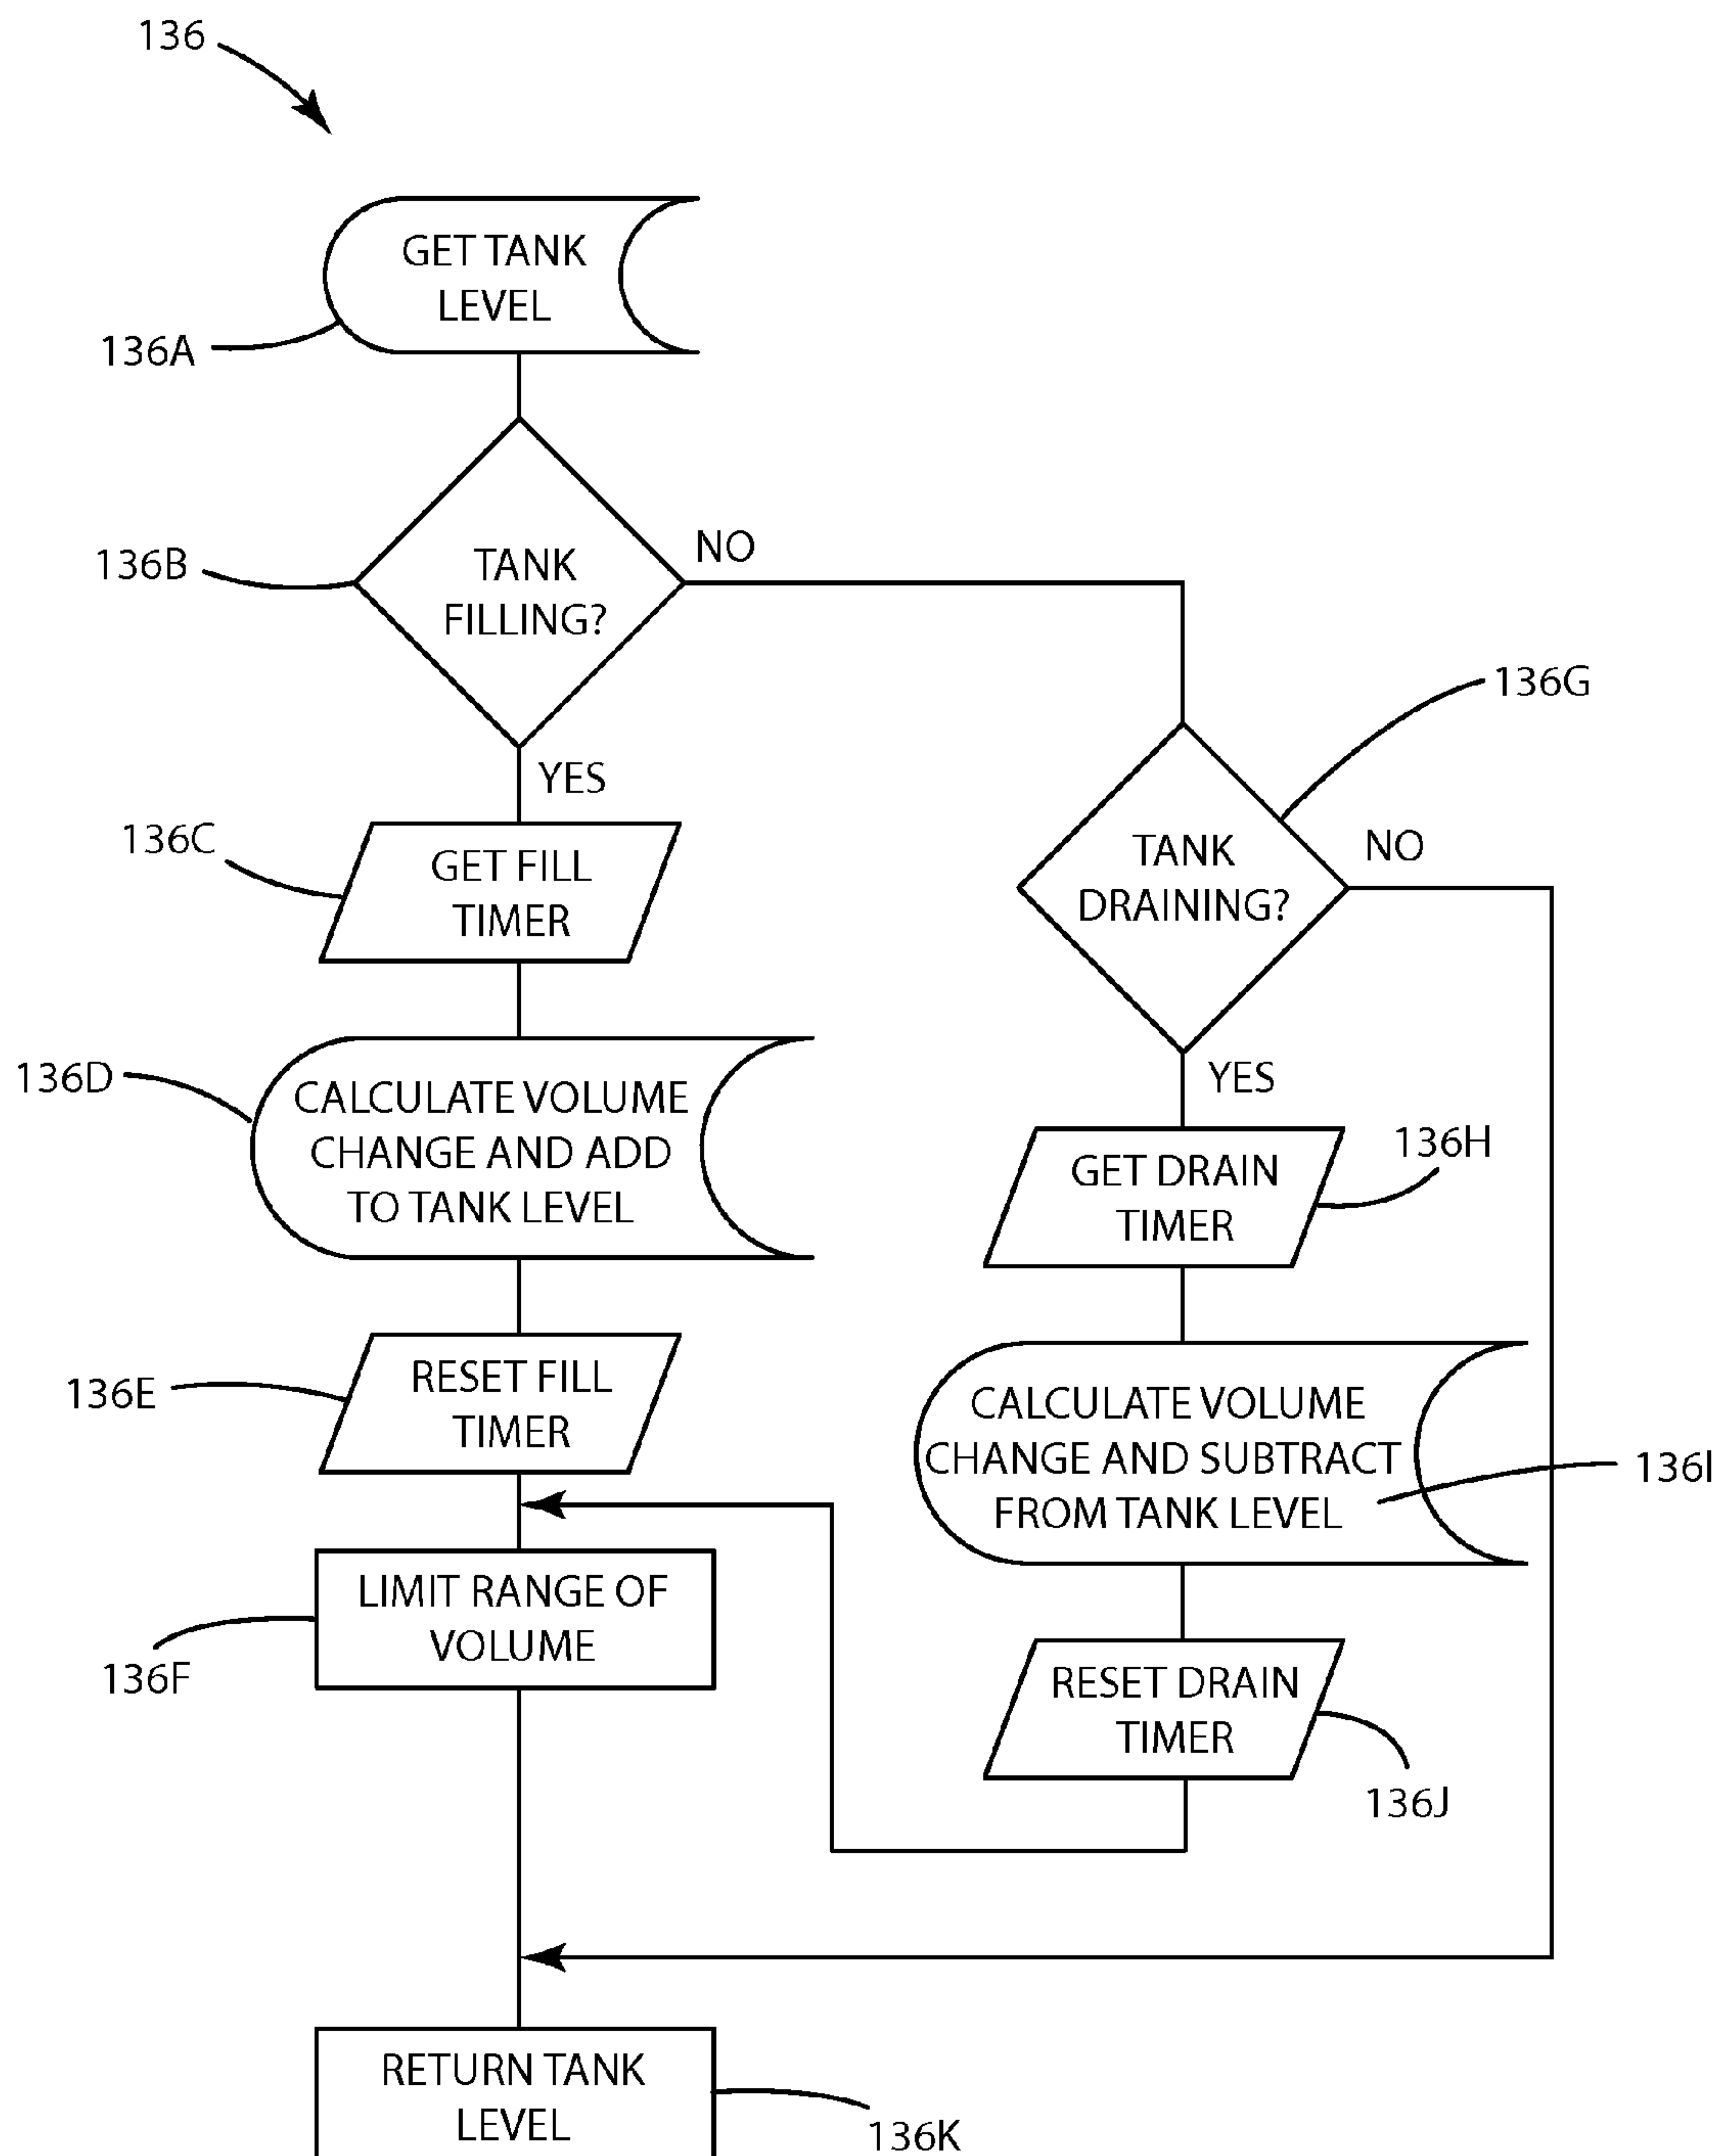 136
GET TANK
LEVEL
136A
TANK
FILLING?
136B
NO
YES
136C
GET FILL
TIMER
136D
CALCULATE VOLUME
CHANGE AND ADD
TO TANK LEVEL
136E
RESET FILL
TIMER
LIMIT RANGE OF
VOLUME
136F
136G
TANK
DRAINING?
NO
YES
136H
GET DRAIN
TIMER
CALCULATE VOLUME
CHANGE AND SUBTRACT
FROM TANK LEVEL
136I
RESET DRAIN
TIMER
136J
RETURN TANK
LEVEL
136K